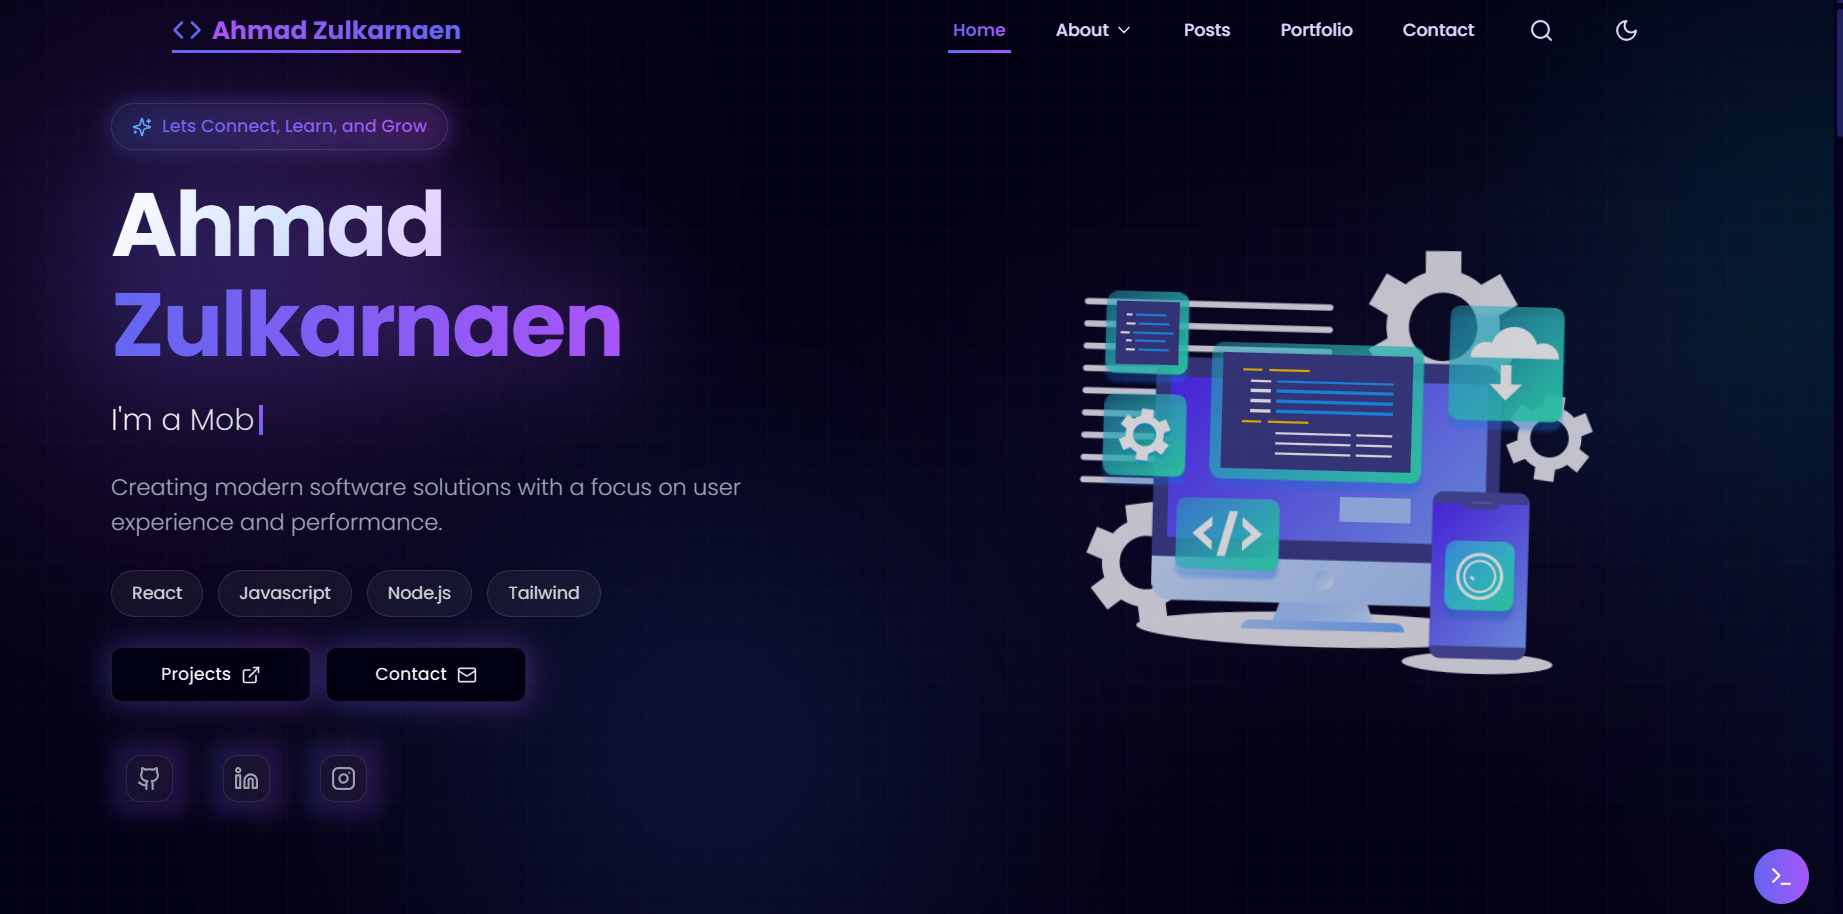 Ahmad Zulkarnaen
Home About Posts Portfolio Contact
Lets Connect, Learn, and Grow
Ahmad
Zulkarnaen
I'm a Mob
Creating modern software solutions with a focus on user
experience and performance.
React Javascript Node.js Tailwind
Projects Contact